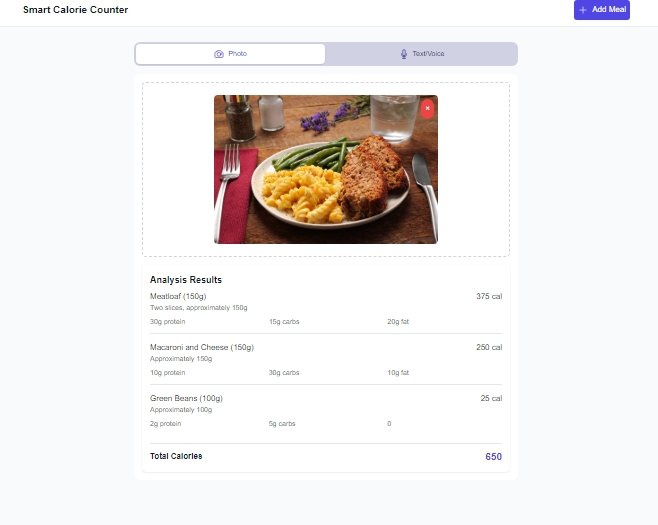 Smart Calorie Counter
+ Add Meal
Photo
Text/Voice
Analysis Results
Meatloaf (150g)
375 cal
Two slices, approximately 150g
30g protein
15g carbs
20g fat
Macaroni and Cheese (150g)
250 cal
Approximately 150g
10g protein
30g carbs
10g fat
Green Beans (100g)
25 cal
Approximately 100g
2g protein
5g carbs
0
Total Calories
650